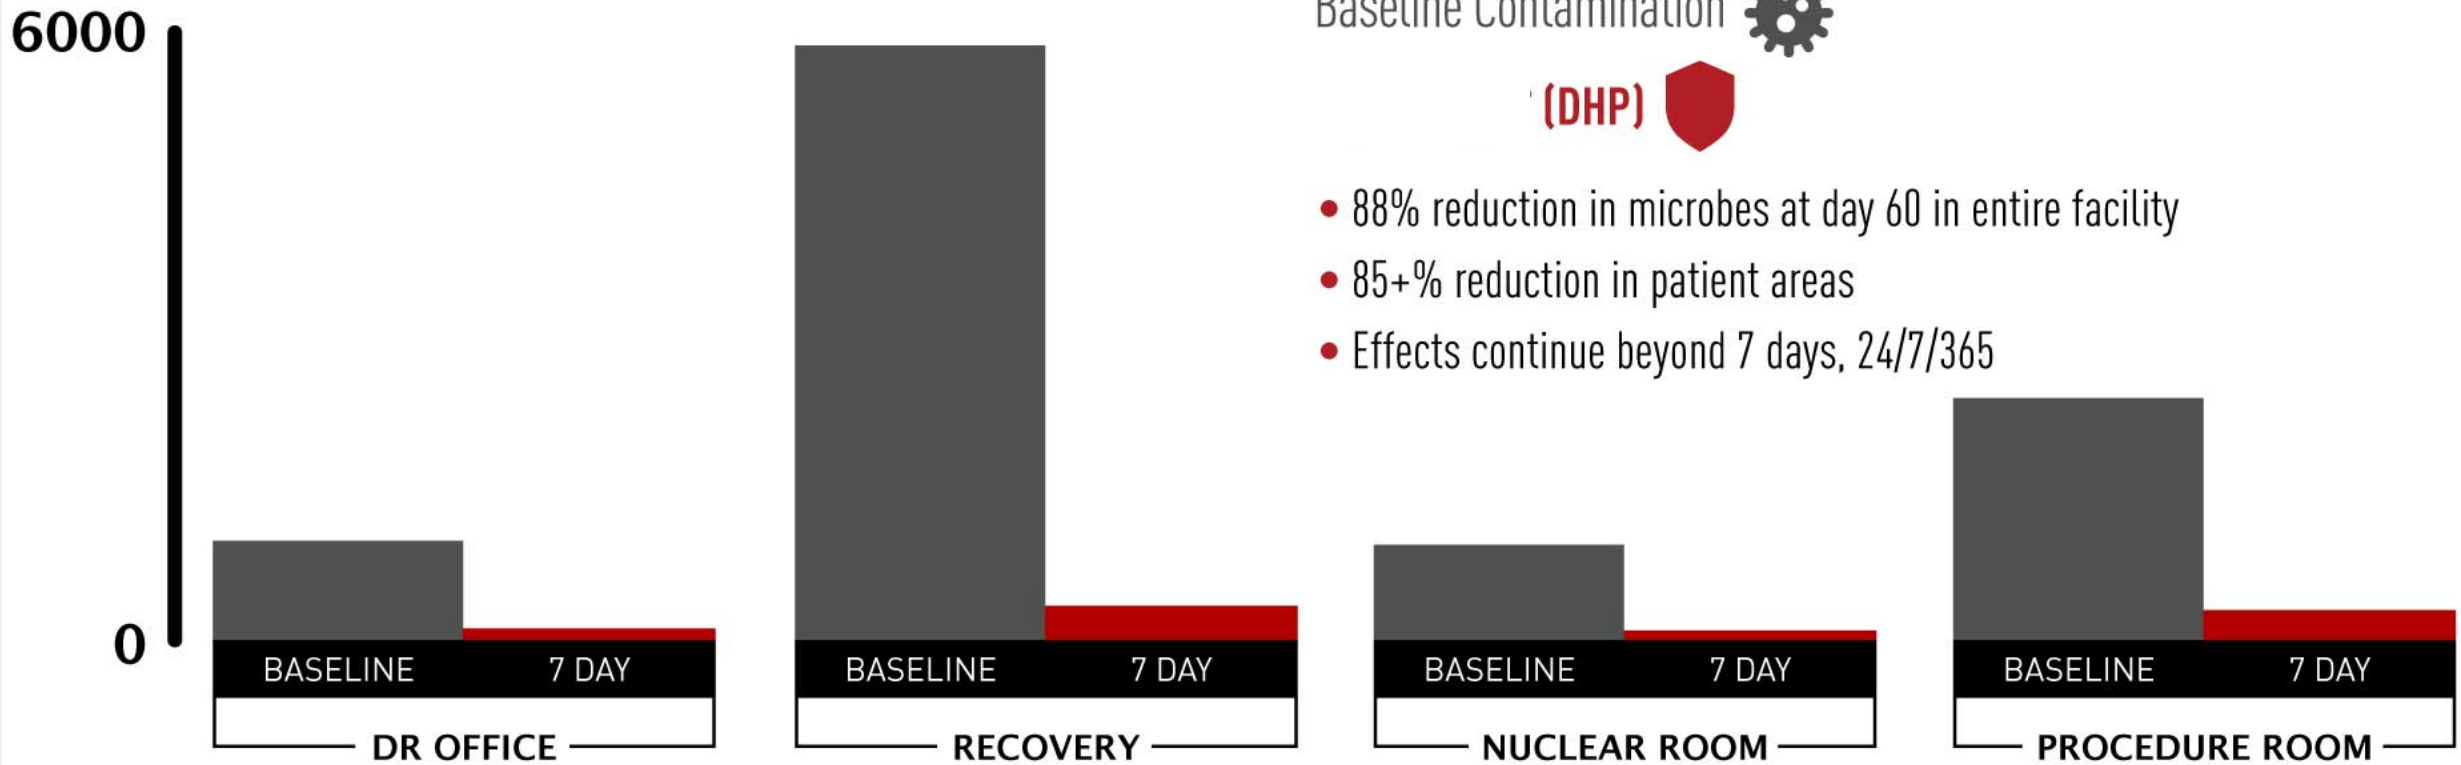 6000
Baseline Contamination
(DHP)
• 88% reduction in microbes at day 60 in entire facility
• 85+% reduction in patient areas
• Effects continue beyond 7 days, 24/7/365
0
BASELINE 7 DAY
DR OFFICE
BASELINE 7 DAY
RECOVERY
BASELINE 7 DAY
NUCLEAR ROOM
BASELINE 7 DAY
PROCEDURE ROOM